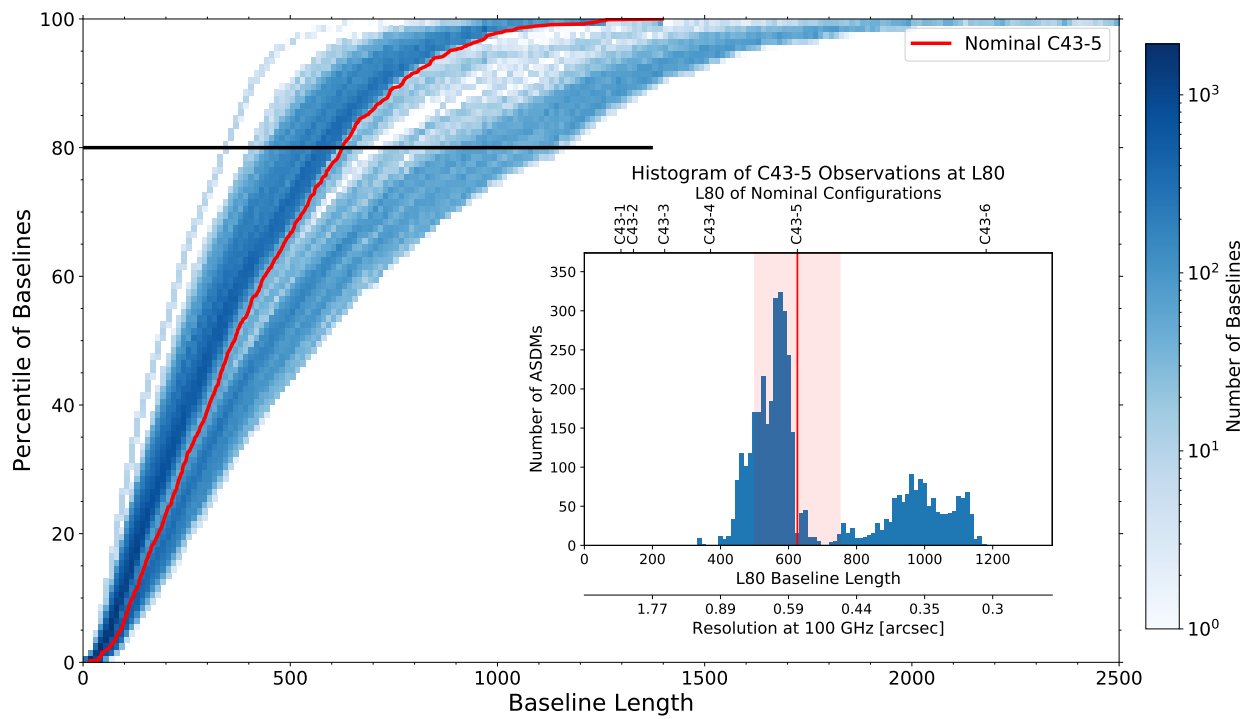 Nominal C43-5
100
80
60
40
20
0
Percentile of Baselines
0 500 1000 1500 2000 2500
Baseline Length
Histogram of C43-5 Observations at L80
L80 of Nominal Configurations
C43-1 C43-2 C43-3 C43-4 C43-5 C43-6
350
300
250
200
150
100
50
0
Number of ASDMs
0 200 400 600 800 1000 1200
L80 Baseline Length
1.77 0.89 0.59 0.44 0.35 0.3
Resolution at 100 GHz [arcsec]
10³
10²
10¹
10⁰
Number of Baselines